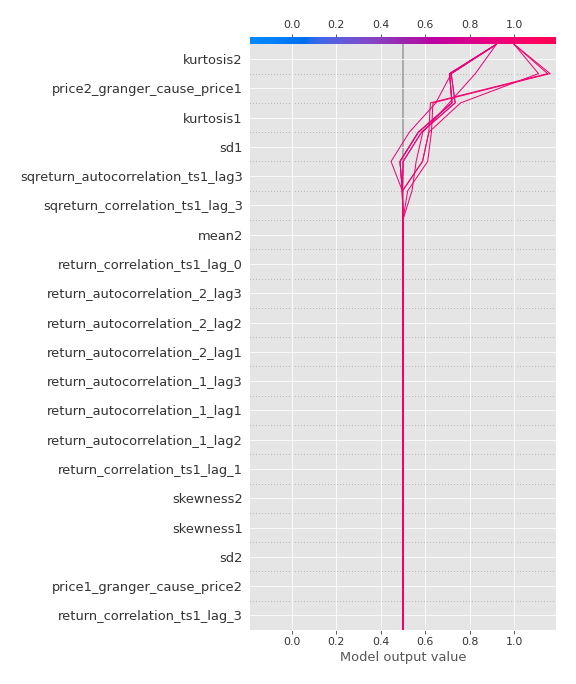 0.0 0.2 0.4 0.6 0.8 1.0
kurtosis2
price2_granger_cause_price1
kurtosis1
sd1
sqreturn_autocorrelation_ts1_lag3
sqreturn_correlation_ts1_lag_3
mean2
return_correlation_ts1_lag_0
return_autocorrelation_2_lag3
return_autocorrelation_2_lag2
return_autocorrelation_2_lag1
return_autocorrelation_1_lag3
return_autocorrelation_1_lag1
return_autocorrelation_1_lag2
return_correlation_ts1_lag_1
skewness2
skewness1
sd2
price1_granger_cause_price2
return_correlation_ts1_lag_3
0.0 0.2 0.4 0.6 0.8 1.0
Model output value